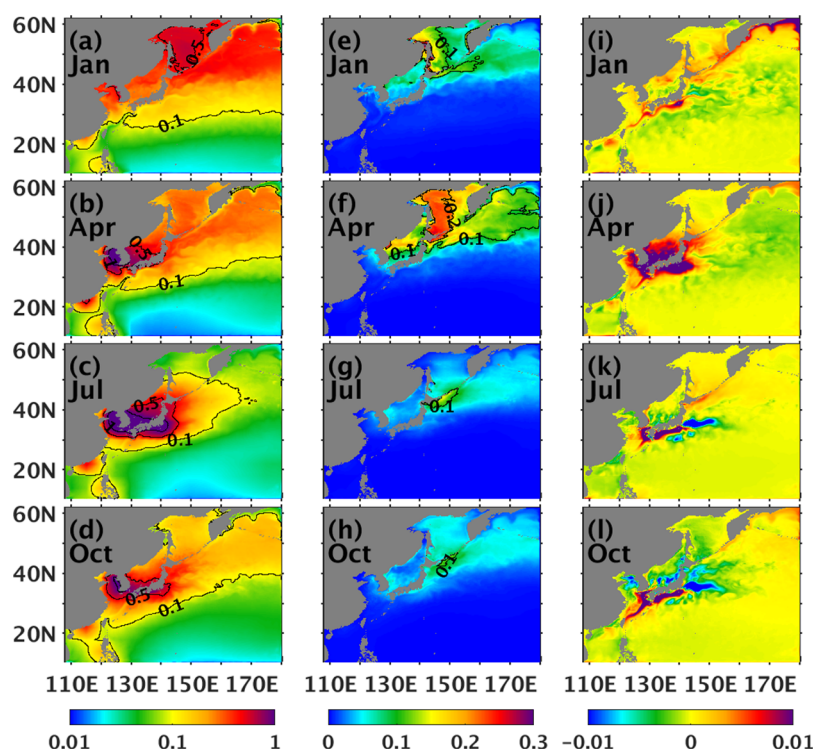 60N
(a)
Jan
0.5
40N
0.1
20N
(e)
Jan
0.1
(i)
Jan
60N
(b)
Apr
0.5
40N
0.1
20N
(f)
Apr
0.2
0.1
0.1
(j)
Apr
60N
(c)
Jul
0.5
40N
0.1
20N
(g)
Jul
0.1
(k)
Jul
60N
(d)
Oct
40N
0.5
0.1
20N
(h)
Oct
0.1
(l)
Oct
110E 130E 150E 170E
110E 130E 150E 170E
110E 130E 150E 170E
0.01 0.1 1
0 0.1 0.2 0.3
−0.01 0 0.01